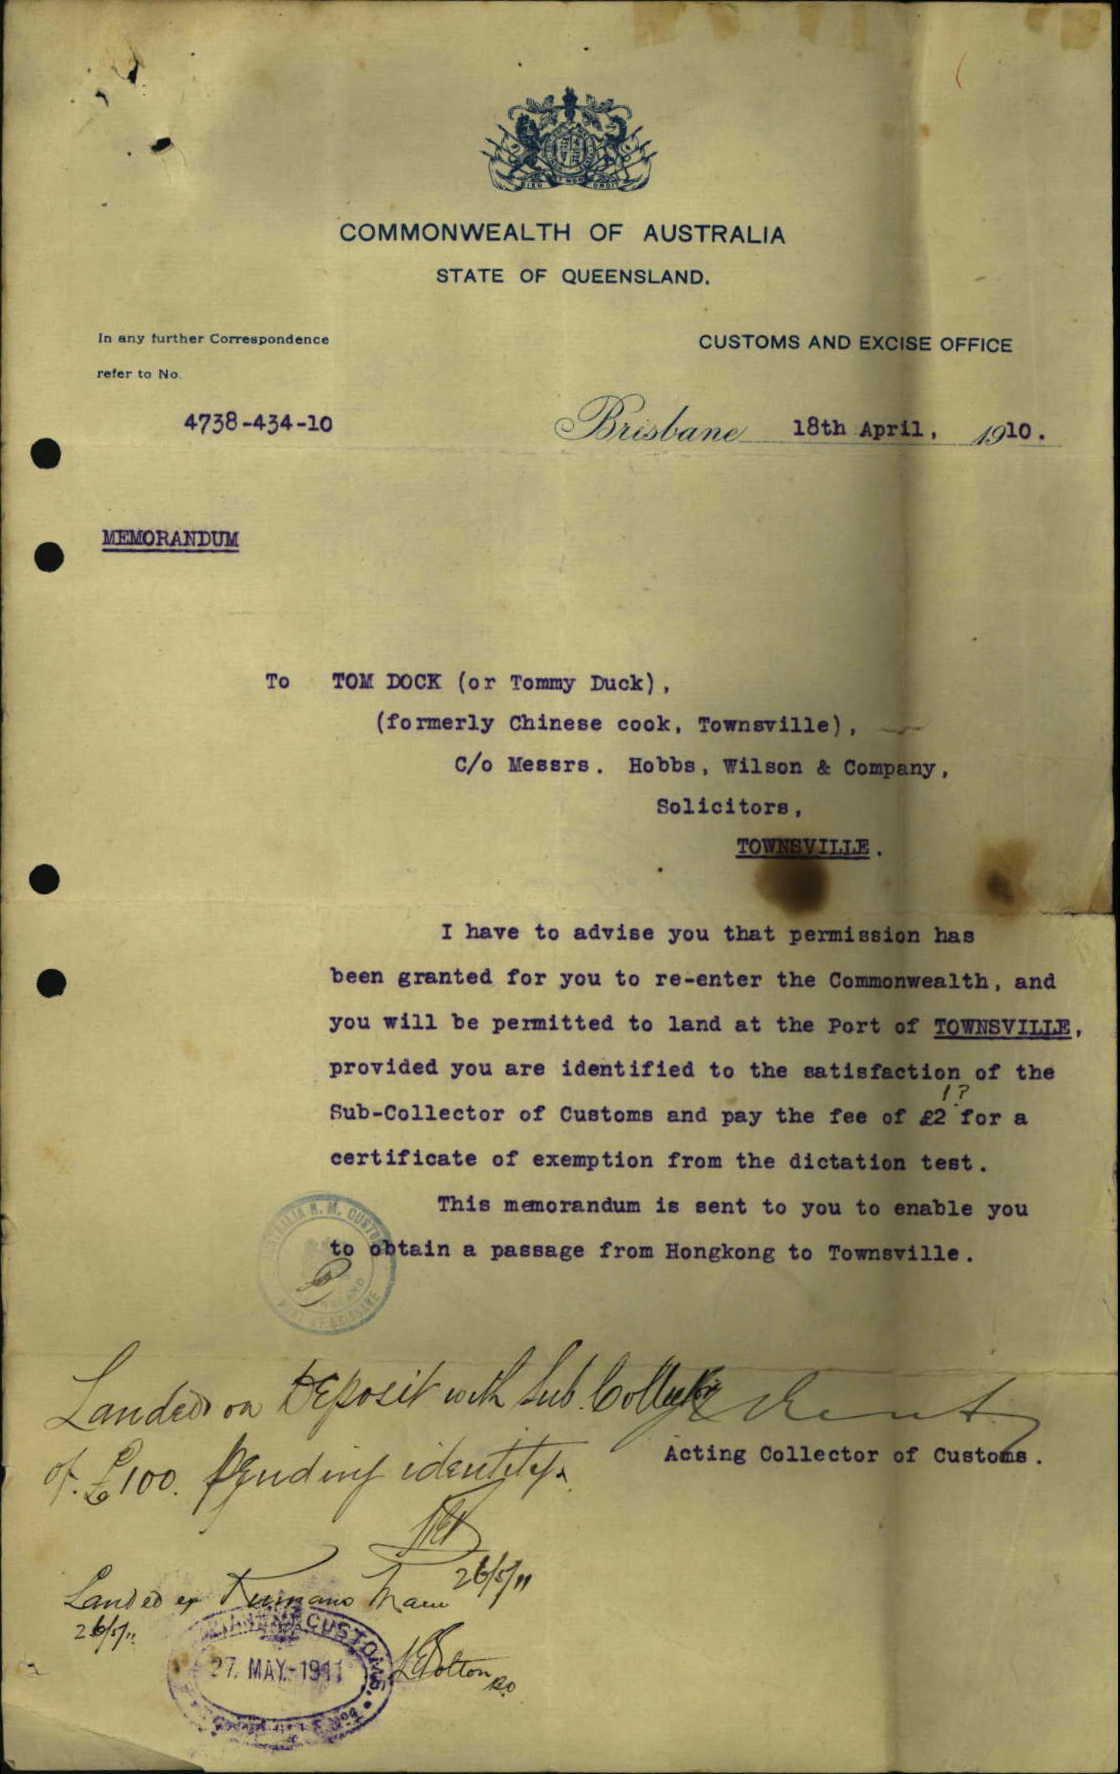 COMMONWEALTH OF AUSTRALIA
STATE OF QUEENSLAND.
In any further Correspondence
refer to No.
CUSTOMS AND EXCISE OFFICE
4738-434-10
Brisbane 18th April, 1910.
MEMORANDUM
To TOM DOCK (or Tommy Duck),
(formerly Chinese cook, Townsville),
C/o Messrs. Hobbs, Wilson & Company,
Solicitors,
TOWNSVILLE.
I have to advise you that permission has
been granted for you to re-enter the Commonwealth, and
you will be permitted to land at the Port of TOWNSVILLE,
provided you are identified to the satisfaction of the
1?
Sub-Collector of Customs and pay the fee of £2 for a
certificate of exemption from the dictation test.
This memorandum is sent to you to enable you
to obtain a passage from Hongkong to Townsville.
Landed on Deposit with Sub. Collector
of £100. Pending identity.
Acting Collector of Customs.
26/5/11
Landed ex Kumano Maru
26/5/11
CUSTOMS
27. MAY. 1911